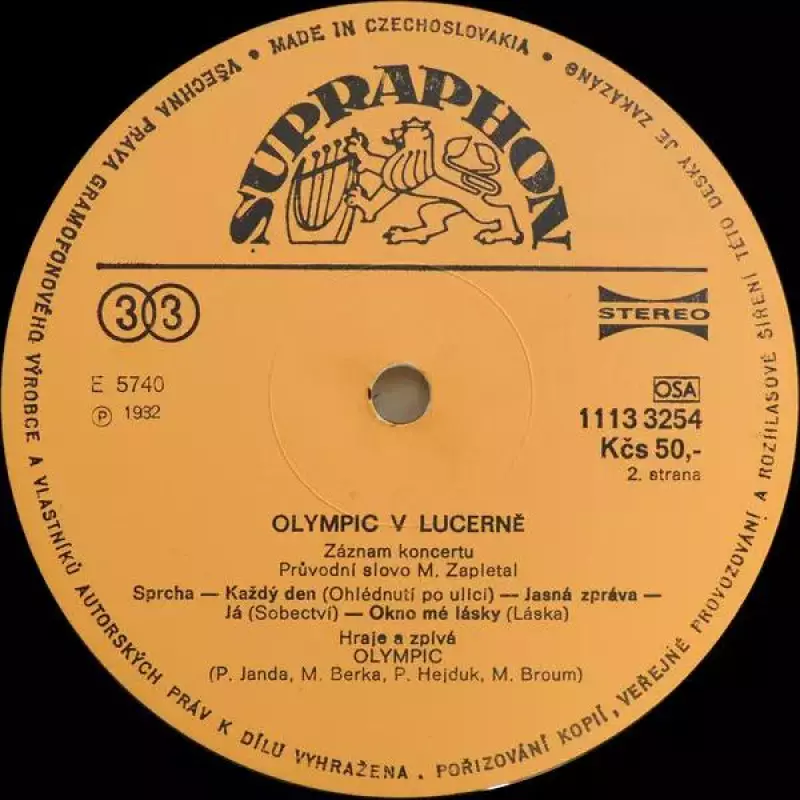 VŠECHNA PRÁVA GRAMOFONOVÉHO VÝROBCE A VLASTNÍKŮ AUTORSKÝCH PRÁV K DÍLU VYHRAŽENA . POŘIZOVÁNÍ KOPIÍ, VEŘEJNÉ PROVOZOVÁNÍ A ROZHLASOVÉ ŠÍŘENÍ TÉTO DESKY JE ZAKÁZÁNO
• MADE IN CZECHOSLOVAKIA •
SUPRAPHON
33
STEREO
E 5740
Ⓟ 1982
OSA
1113 3254
Kčs 50,-
2. strana
OLYMPIC V LUCERNĚ
Záznam koncertu
Průvodní slovo M. Zapletal
Sprcha — Každý den (Ohlédnutí po ulici) — Jasná zpráva —
Já (Sobectví) — Okno mé lásky (Láska)
Hraje a zpívá
OLYMPIC
(P. Janda, M. Berka, P. Hejduk, M. Broum)